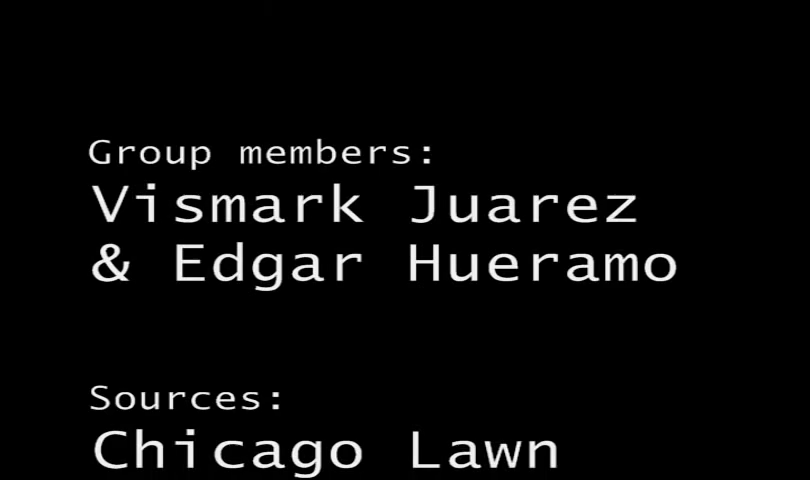 Group members:
Vismark Juarez
& Edgar Hueramo
Sources:
Chicago Lawn